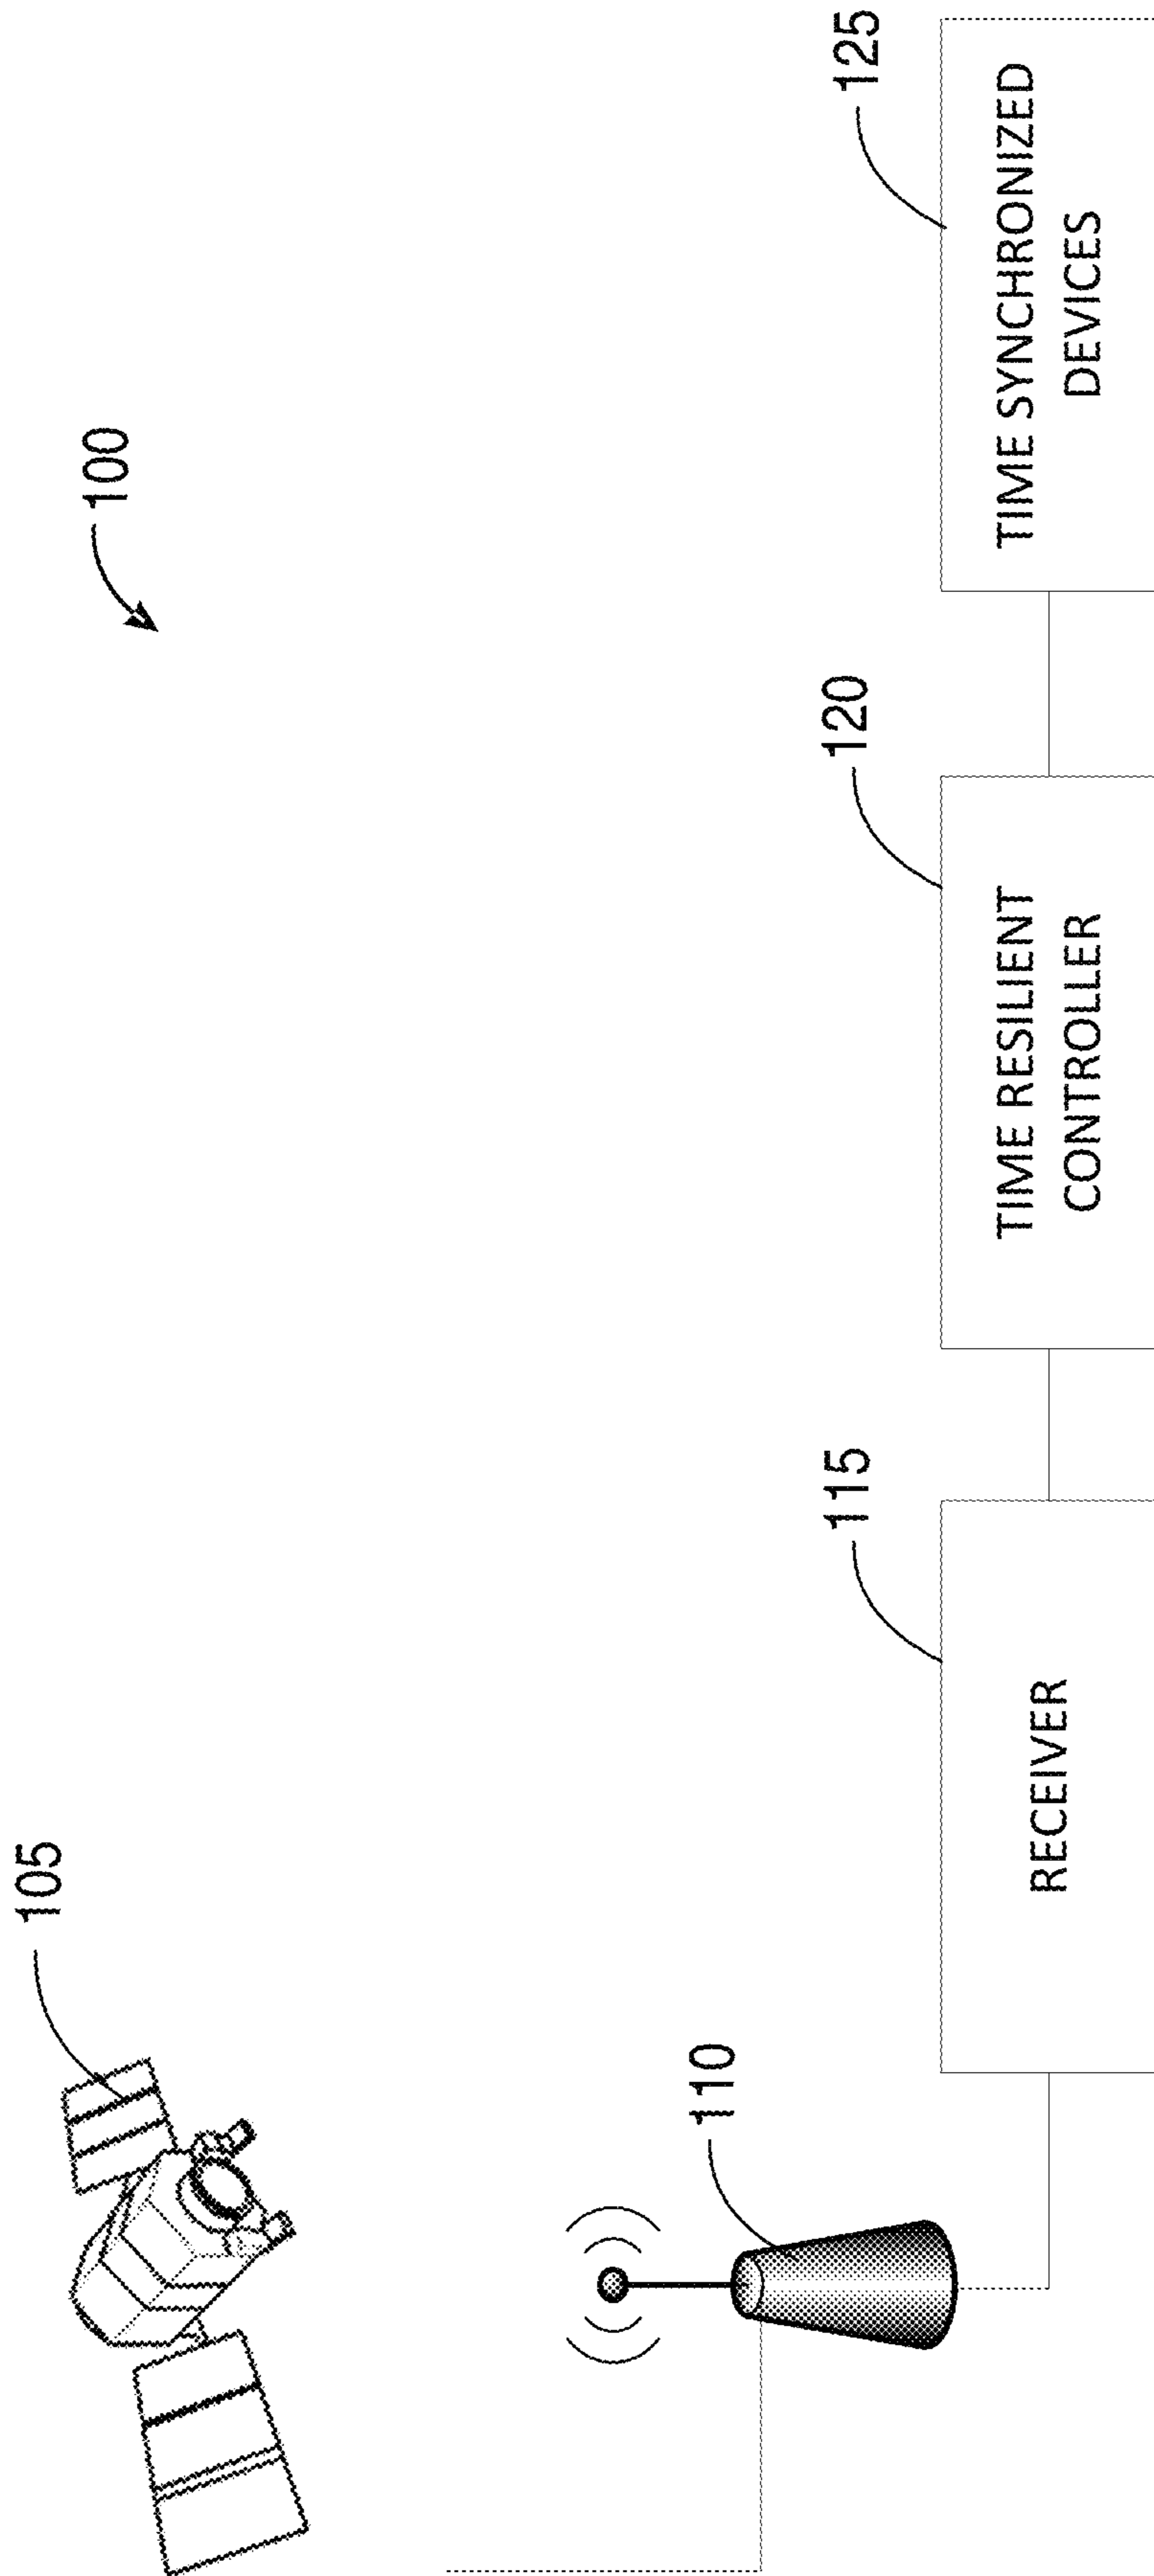 100
105
110
115
120
125
RECEIVER
TIME RESILIENT
CONTROLLER
TIME SYNCHRONIZED
DEVICES